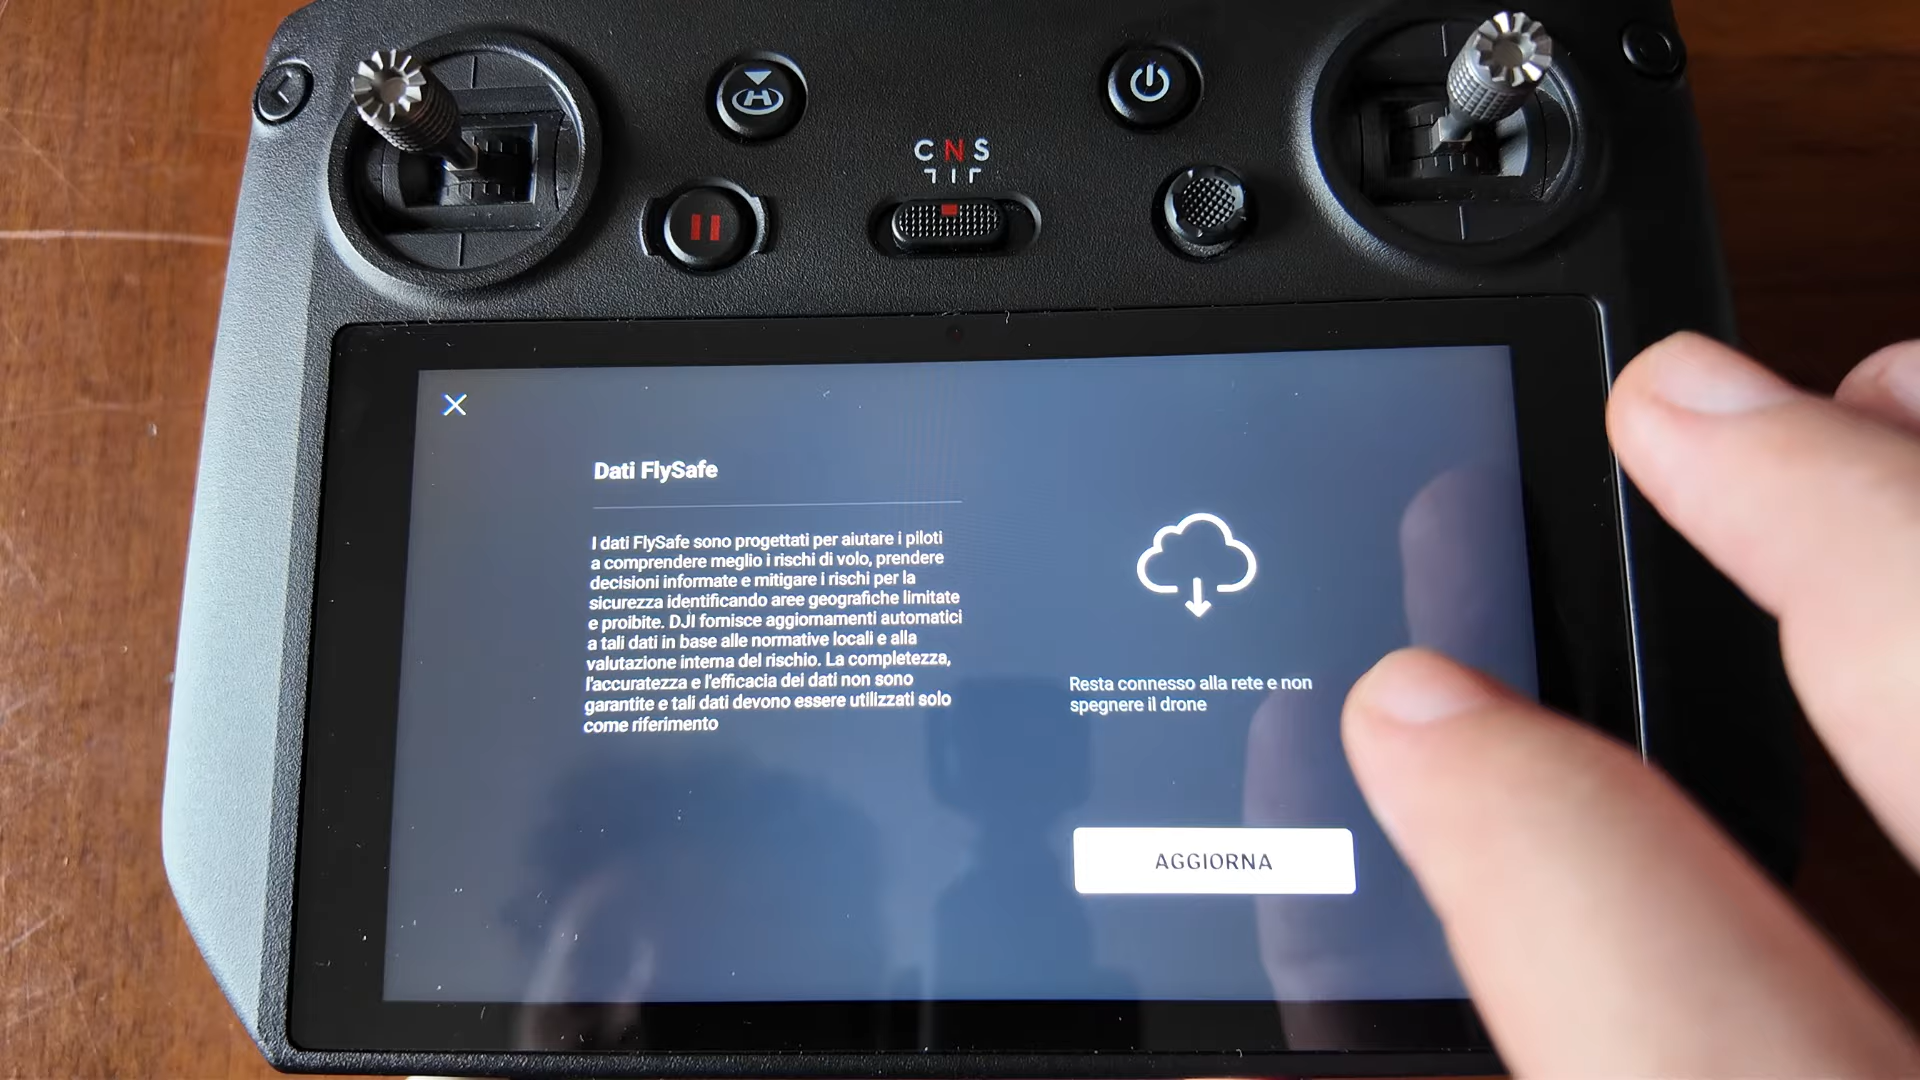 C N S
Dati FlySafe
I dati FlySafe sono progettati per aiutare i piloti
a comprendere meglio i rischi di volo, prendere
decisioni informate e mitigare i rischi per la
sicurezza identificando aree geografiche limitate
e proibite. DJI fornisce aggiornamenti automatici
a tali dati in base alle normative locali e alla
valutazione interna del rischio. La completezza,
l'accuratezza e l'efficacia dei dati non sono
garantite e tali dati devono essere utilizzati solo
come riferimento
Resta connesso alla rete e non
spegnere il drone
AGGIORNA